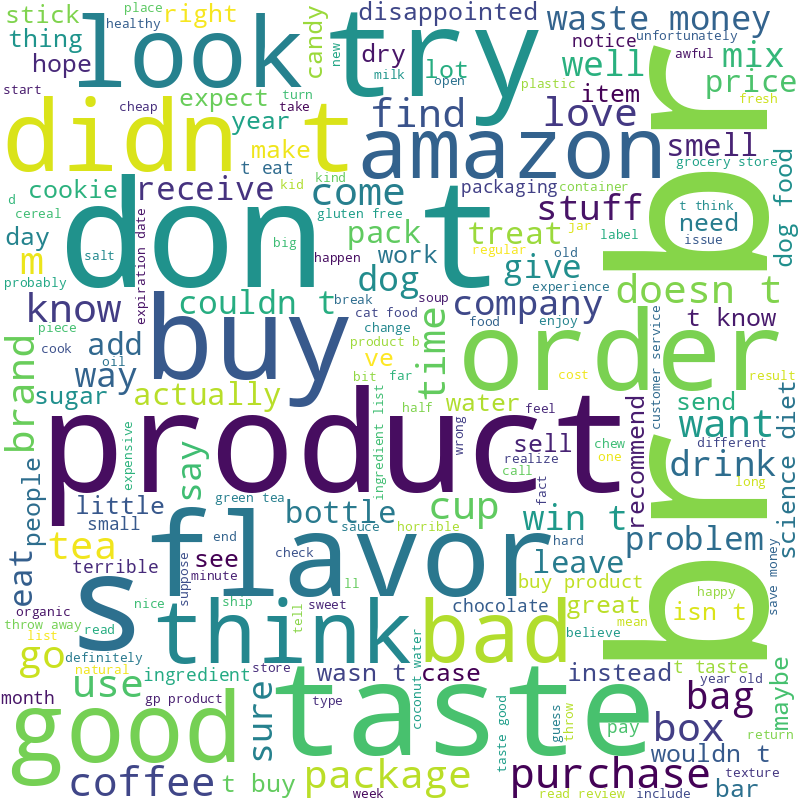 stick
place
healthy
right
thing
hope
look
try
candy
new
disappointed
waste money
dry
milk
lot
open
notice
unfortunately
well
awful
mix
price
start
cheap
turn
take
expect
year
find
plastic
item
love
fresh
br br
didn t
make
amazon
smell
grocery store
t eat
kid
kind
d
cookie
receive
come
packaging
container
stuff
t think
need
issue
dog food
cereal
day
m
salt
expiration date
don t
gluten free
big
happen
pack
work
dog
treat
regular
jar
old
give
label
experience
doesn t
probably
know
piece
cook
oil
add
way
buy
couldn t
break
soup
cat food
change
product b
ve
bit
far
time
company
food
enjoy
order
t know
cost
customer service
result
brand
sugar
actually
water
half
feel
wrong
sell
realize
chew
call
one
recommend
send
want
different
drink
long
science diet
product
ingredient list
expensive
people
little
small
say
green tea
bottle
cup
fact
win t
problem
save money
eat
tea
terrible
s
flavor
see
end
minute
suppose
check
sauce
horrible
hard
leave
buy product
happy
isn t
organic
throw away
read
list
nice
ship
ll
tell
sweet
think
bad
chocolate
believe
great
mean
go
definitely
natural
use
ingredient
store
wasn t
case
instead
t taste
maybe
month
gp product
good
sure
type
coconut water
taste
taste good
guess
throw
pay
bag
box
year old
return
wouldn t
texture
coffee
t buy
week
package
purchase
read review
include
bar